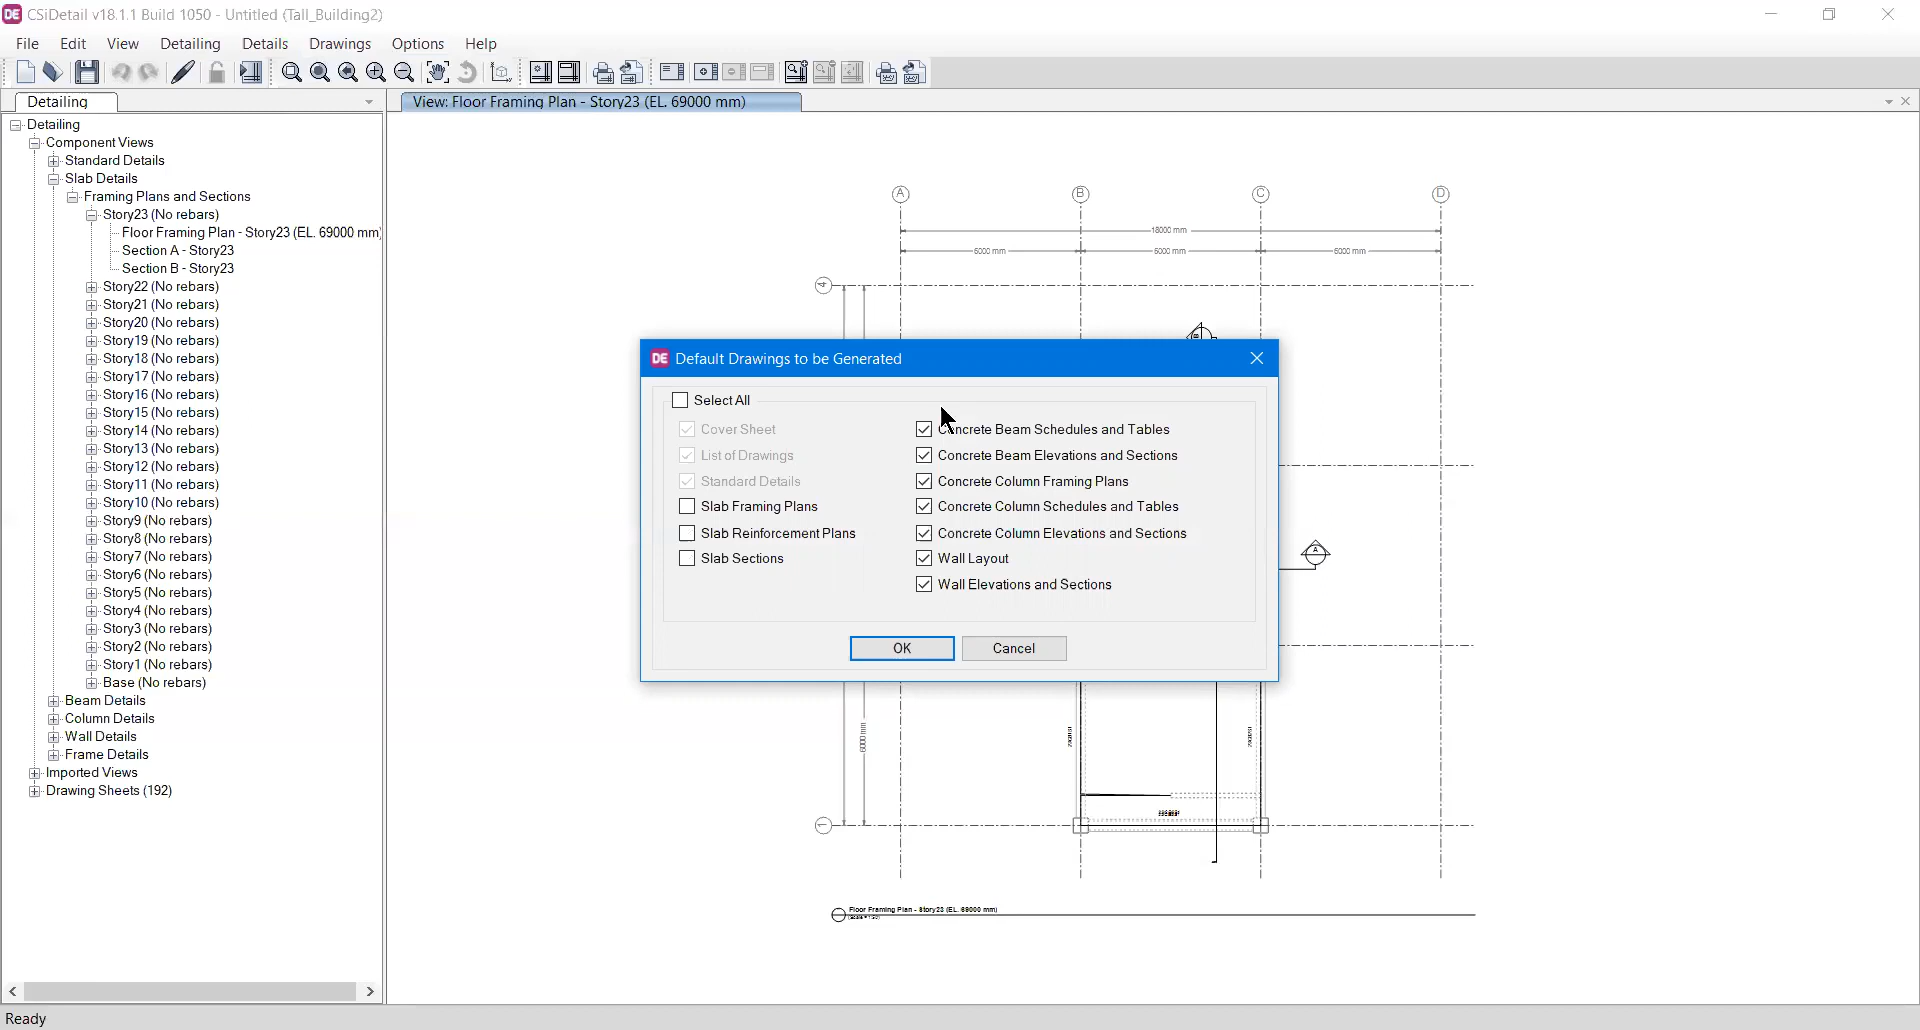 CSiDetail v18.1.1 Build 1050 - Untitled (Tall_Building2)
File Edit View Detailing Details Drawings Options Help
Detailing
View: Floor Framing Plan - Story23 (EL. 69000 mm)
Detailing
Component Views
Standard Details
Slab Details
Framing Plans and Sections
Story23 (No rebars)
Floor Framing Plan - Story23 (EL. 69000 mm)
Section A - Story23
Section B - Story23
Story22 (No rebars)
Story21 (No rebars)
Story20 (No rebars)
Story19 (No rebars)
Story18 (No rebars)
Story17 (No rebars)
Story16 (No rebars)
Story15 (No rebars)
Story14 (No rebars)
Story13 (No rebars)
Story12 (No rebars)
Story11 (No rebars)
Story10 (No rebars)
Story9 (No rebars)
Story8 (No rebars)
Story7 (No rebars)
Story6 (No rebars)
Story5 (No rebars)
Story4 (No rebars)
Story3 (No rebars)
Story2 (No rebars)
Story1 (No rebars)
Base (No rebars)
Beam Details
Column Details
Wall Details
Frame Details
Imported Views
Drawing Sheets (192)
A B C D
18000 mm
6000 mm 6000 mm 6000 mm
4
B
DE Default Drawings to be Generated
Select All
Cover Sheet
List of Drawings
Standard Details
Slab Framing Plans
Slab Reinforcement Plans
Slab Sections
Concrete Beam Schedules and Tables
Concrete Beam Elevations and Sections
Concrete Column Framing Plans
Concrete Column Schedules and Tables
Concrete Column Elevations and Sections
Wall Layout
Wall Elevations and Sections
OK Cancel
A
6000 mm
1
Floor Framing Plan - Story23 (EL. 69000 mm)
Ready